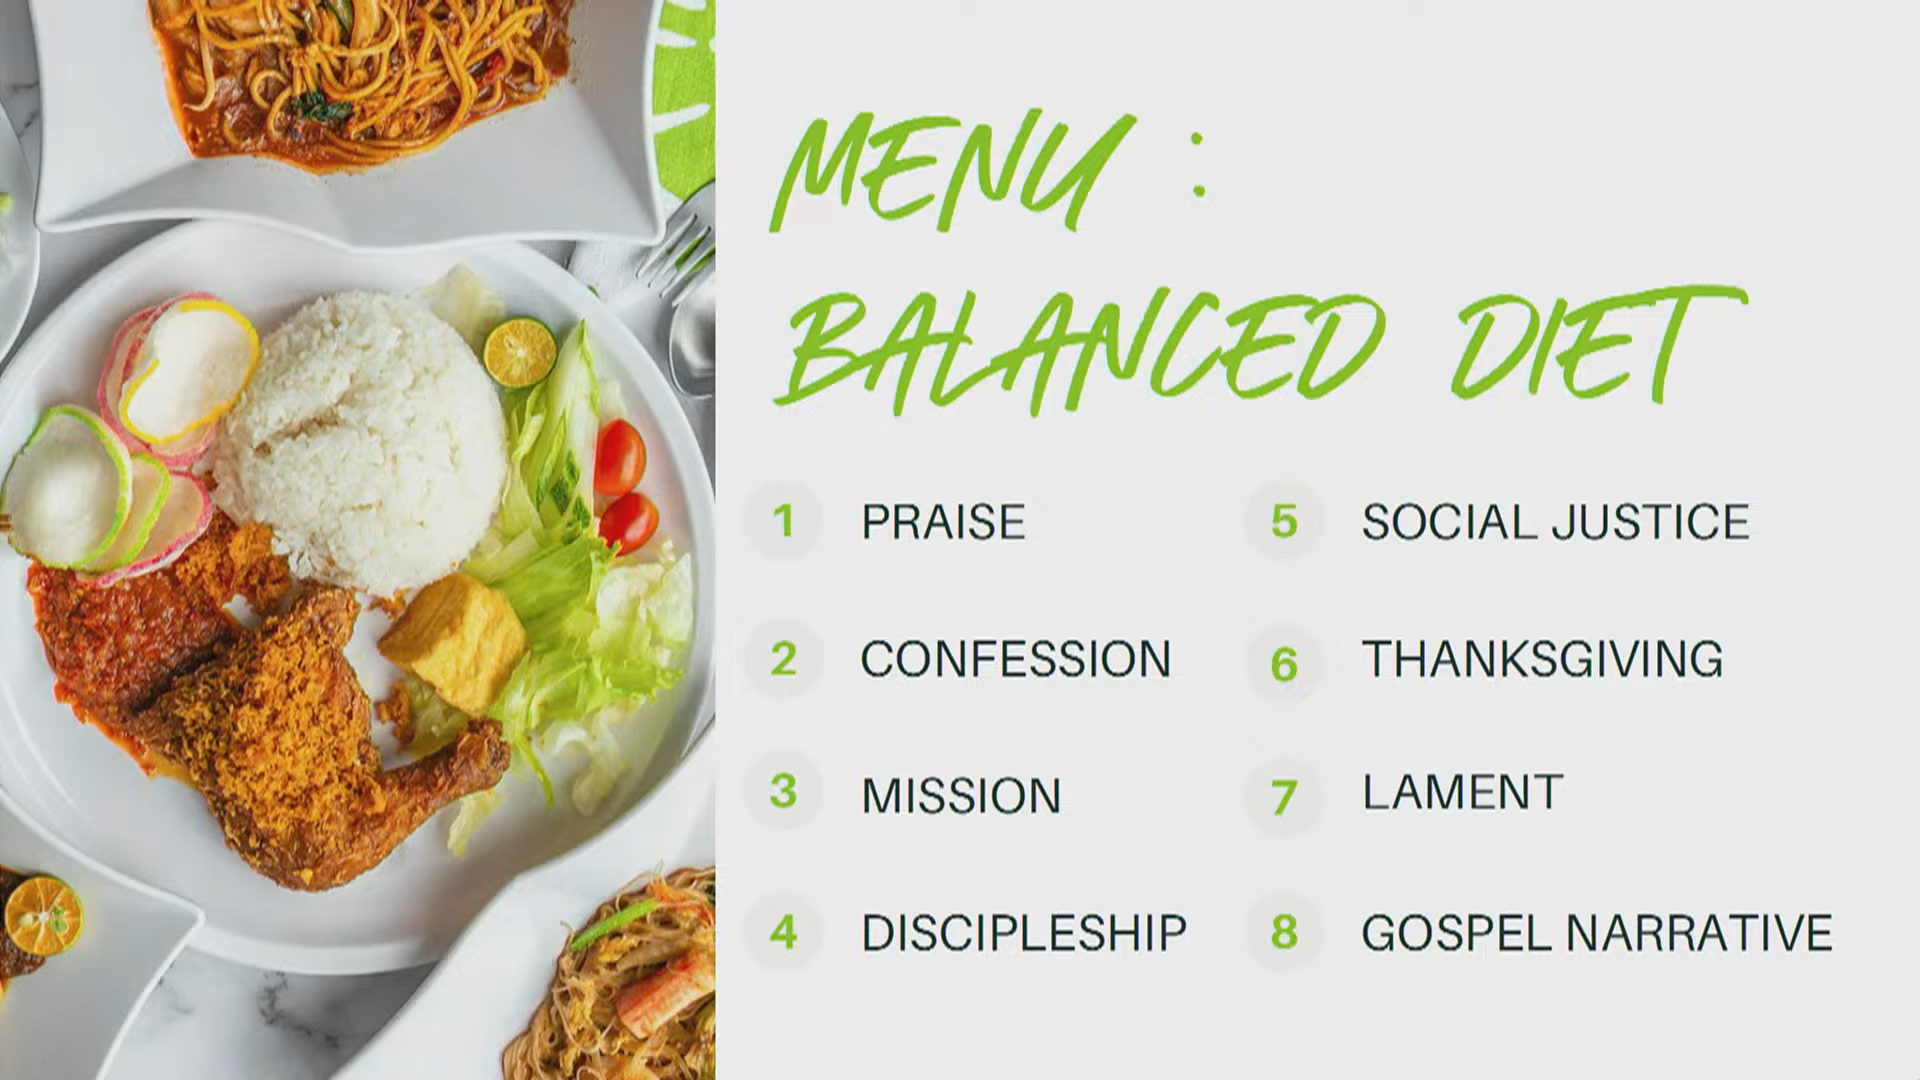 MENU :
BALANCED DIET
1 PRAISE
2 CONFESSION
3 MISSION
4 DISCIPLESHIP
5 SOCIAL JUSTICE
6 THANKSGIVING
7 LAMENT
8 GOSPEL NARRATIVE